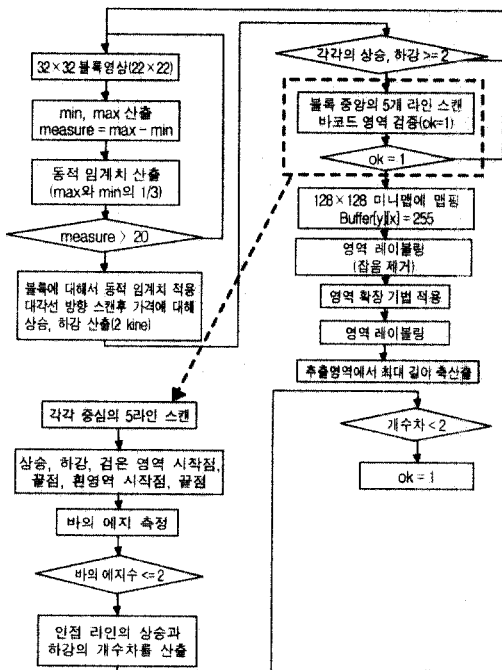 32×32 블록영상(22×22)
min, max 산출
measure = max - min
동적 임계치 산출
(max와 min의 1/3)
measure > 20
블록에 대해서 동적 임계치 적용
대각선 방향 스캔후 가격에 대해
상승, 하강 산출(2 kine)
각각의 상승, 하강 >= 2
블록 중앙의 5개 라인 스캔
바코드 영역 검증(ok=1)
ok = 1
128×128 미니맵에 맵핑
Buffer[y][x] = 255
영역 레이블링
(잡음 제거)
영역 확장 기법 적용
영역 레이블링
추출영역에서 최대 길이 축산출
각각 중심의 5라인 스캔
상승, 하강, 검은 영역 시작점,
끝점, 흰영역 시작점, 끝점
바의 에지 측정
바의 에지수 <= 2
인접 라인의 상승과
하강의 개수차를 산출
개수차 < 2
ok = 1